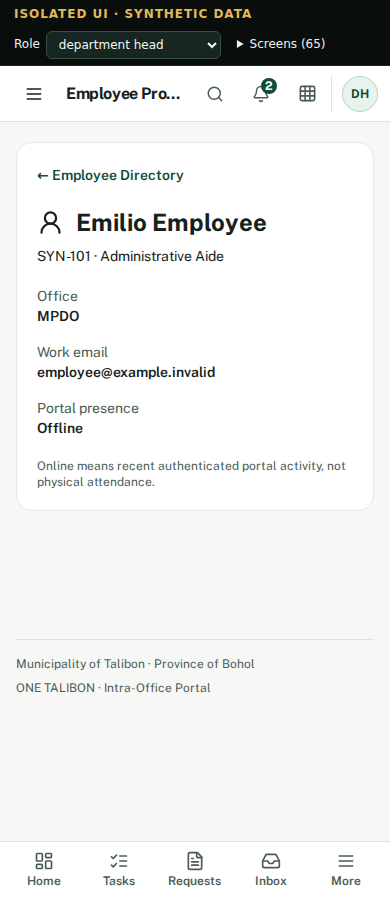 ISOLATED UI · SYNTHETIC DATA
Role department head ▶ Screens (65)
Employee Pro... 2 DH
← Employee Directory
Emilio Employee
SYN-101 · Administrative Aide
Office
MPDO
Work email
employee@example.invalid
Portal presence
Offline
Online means recent authenticated portal activity, not
physical attendance.
Municipality of Talibon · Province of Bohol
ONE TALIBON · Intra-Office Portal
Home Tasks Requests Inbox More